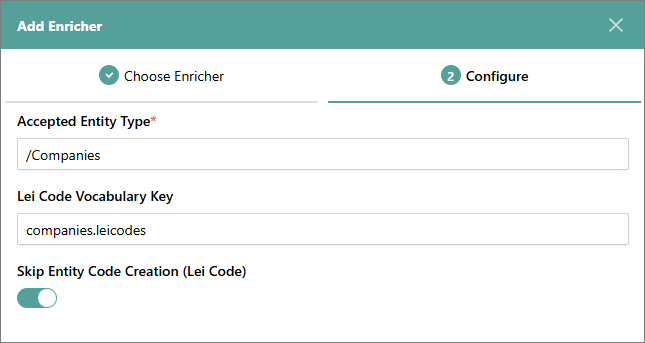 Add Enricher
Choose Enricher
2 Configure
Accepted Entity Type*
/Companies
Lei Code Vocabulary Key
companies.leicodes
Skip Entity Code Creation (Lei Code)